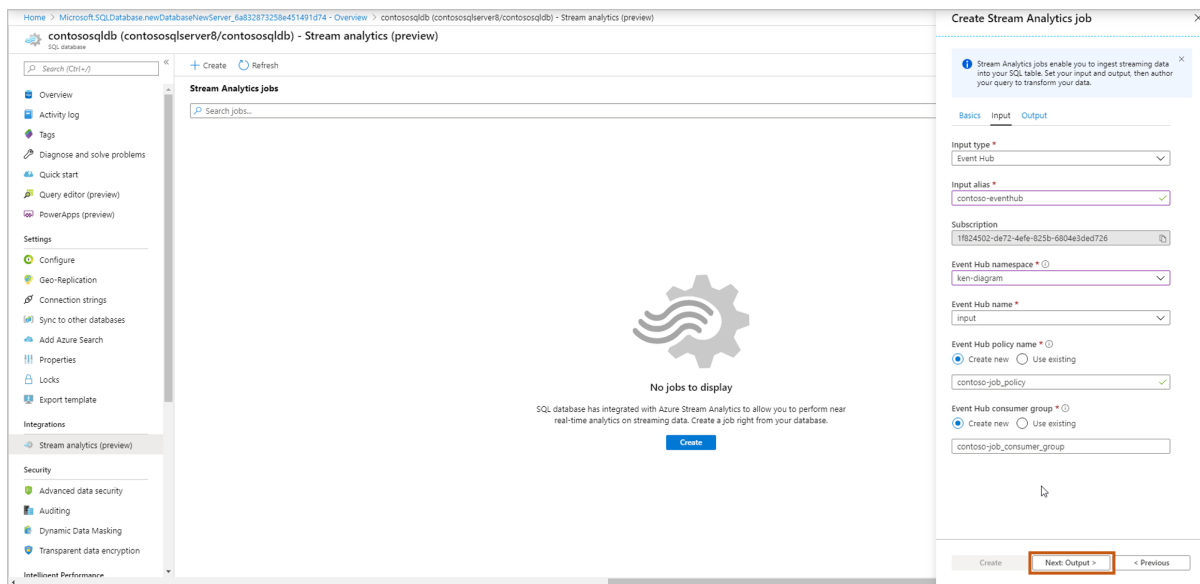 Home > Microsoft.SQLDatabase.newDatabaseNewServer_6a832873258e451491d74 - Overview > contososqldb (contososqlserver8/contososqldb) - Stream analytics (preview)
contososqldb (contososqlserver8/contososqldb) - Stream analytics (preview)
SQL database
Search (Ctrl+/)
Overview
Activity log
Tags
Diagnose and solve problems
Quick start
Query editor (preview)
PowerApps (preview)
Settings
Configure
Geo-Replication
Connection strings
Sync to other databases
Add Azure Search
Properties
Locks
Export template
Integrations
Stream analytics (preview)
Security
Advanced data security
Auditing
Dynamic Data Masking
Transparent data encryption
Intelligent Performance
Create Refresh
Stream Analytics jobs
Search jobs...
No jobs to display
SQL database has integrated with Azure Stream Analytics to allow you to perform near
real-time analytics on streaming data. Create a job right from your database.
Create
Create Stream Analytics job
Stream Analytics jobs enable you to ingest streaming data
into your SQL table. Set your input and output, then author
your query to transform your data.
Basics Input Output
Input type *
Event Hub
Input alias *
contoso-eventhub
Subscription
1f824502-de72-4efe-825b-6804e3ded726
Event Hub namespace *
ken-diagram
Event Hub name *
input
Event Hub policy name *
Create new Use existing
contoso-job_policy
Event Hub consumer group *
Create new Use existing
contoso-job_consumer_group
Create Next: Output > < Previous